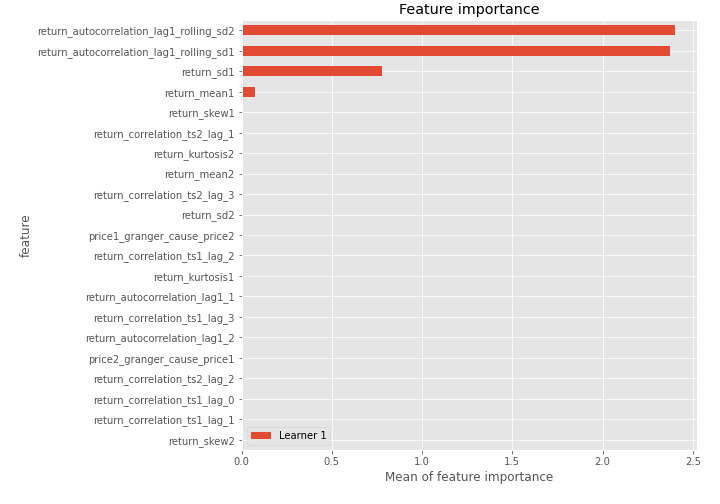 Feature importance
return_autocorrelation_lag1_rolling_sd2
return_autocorrelation_lag1_rolling_sd1
return_sd1
return_mean1
return_skew1
return_correlation_ts2_lag_1
return_kurtosis2
return_mean2
return_correlation_ts2_lag_3
return_sd2
price1_granger_cause_price2
return_correlation_ts1_lag_2
return_kurtosis1
return_autocorrelation_lag1_1
return_correlation_ts1_lag_3
return_autocorrelation_lag1_2
price2_granger_cause_price1
return_correlation_ts2_lag_2
return_correlation_ts1_lag_0
return_correlation_ts1_lag_1
return_skew2
feature
Learner 1
0.0 0.5 1.0 1.5 2.0 2.5
Mean of feature importance